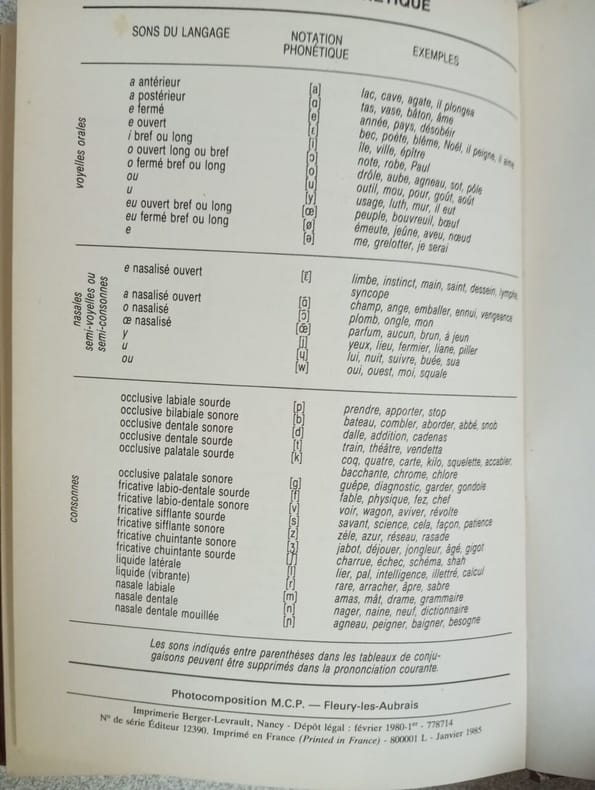 TIQUE
SONS DU LANGAGE NOTATION PHONÉTIQUE EXEMPLES
voyelles orales
a antérieur [a] lac, cave, agate, il plongea
a postérieur [ɑ] tas, vase, bâton, âme
e fermé [e] année, pays, désobéir
e ouvert [ɛ] bec, poète, blême, Noël, il peigne, il aime
i bref ou long [i] île, ville, épître
o ouvert long ou bref [ɔ] note, robe, Paul
o fermé bref ou long [o] drôle, aube, agneau, sot, pôle
ou [u] outil, mou, pour, goût, août
u [y] usage, luth, mur, il eut
eu ouvert bref ou long [œ] peuple, bouvreuil, bœuf
eu fermé bref ou long [ø] émeute, jeûne, aveu, nœud
e [ə] me, grelotter, je serai
nasales
semi-voyelles ou
semi-consonnes
e nasalisé ouvert [ɛ̃] limbe, instinct, main, saint, dessein, lymphe,
syncope
a nasalisé ouvert [ɑ̃] champ, ange, emballer, ennui, vengeance
o nasalisé [ɔ̃] plomb, ongle, mon
œ nasalisé [œ̃] parfum, aucun, brun, à jeun
y [j] yeux, lieu, fermier, liane, piller
u [ɥ] lui, nuit, suivre, buée, sua
ou [w] oui, ouest, moi, squale
consonnes
occlusive labiale sourde [p] prendre, apporter, stop
occlusive bilabiale sonore [b] bateau, combler, aborder, abbé, snob
occlusive dentale sonore [d] dalle, addition, cadenas
occlusive dentale sourde [t] train, théâtre, vendetta
occlusive palatale sourde [k] coq, quatre, carte, kilo, squelette, accabler,
bacchante, chrome, chlore
occlusive palatale sonore [g] guêpe, diagnostic, garder, gondole
fricative labio-dentale sourde [f] fable, physique, fez, chef
fricative labio-dentale sonore [v] voir, wagon, aviver, révolte
fricative sifflante sourde [s] savant, science, cela, façon, patience
fricative sifflante sonore [z] zèle, azur, réseau, rasade
fricative chuintante sonore [ʒ] jabot, déjouer, jongleur, âgé, gigot
fricative chuintante sourde [ʃ] charrue, échec, schéma, shah
liquide latérale [l] lier, pal, intelligence, illettré, calcul
liquide (vibrante) [r] rare, arracher, âpre, sabre
nasale labiale [m] amas, mât, drame, grammaire
nasale dentale [n] nager, naine, neuf, dictionnaire
nasale dentale mouillée [ɲ] agneau, peigner, baigner, besogne
Les sons indiqués entre parenthèses dans les tableaux de conju-
gaisons peuvent être supprimés dans la prononciation courante.
Photocomposition M.C.P. — Fleury-les-Aubrais
Imprimerie Berger-Levrault, Nancy - Dépôt légal : février 1980-1er - 778714
N° de série Éditeur 12390. Imprimé en France (Printed in France) - 800001 L - Janvier 1985